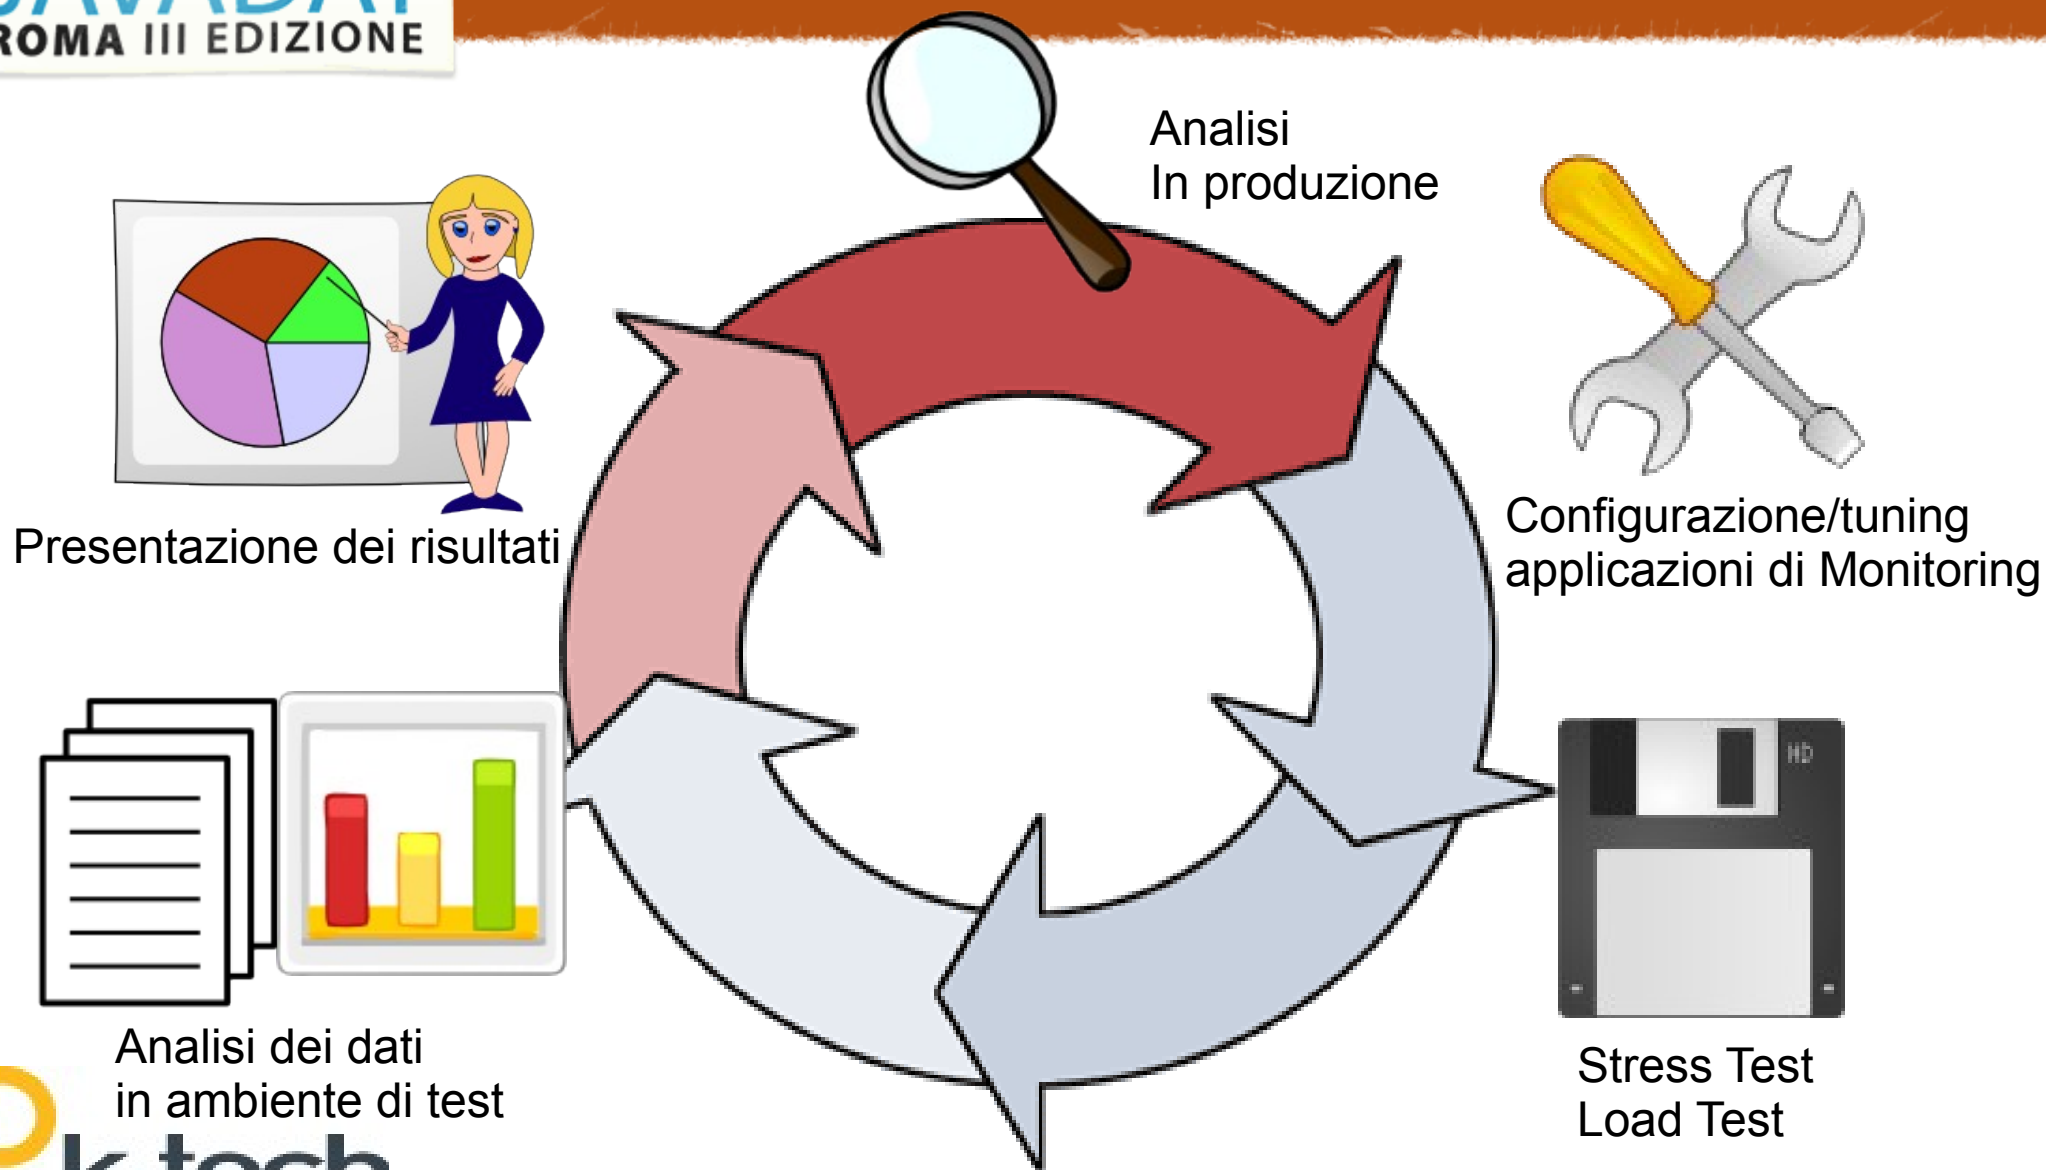 ROMA III EDIZIONE
Analisi
In produzione
Configurazione/tuning
applicazioni di Monitoring
Presentazione dei risultati
HD
Analisi dei dati
in ambiente di test
Stress Test
Load Test